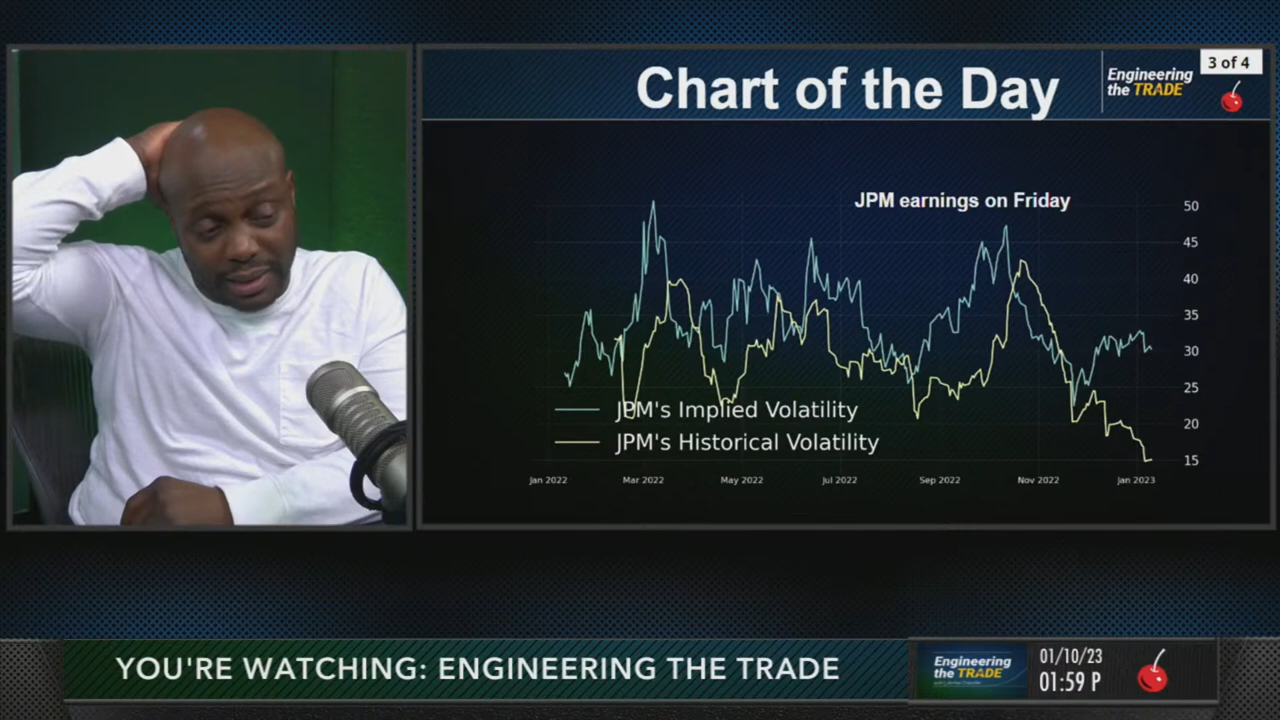 Chart of the Day
Engineering
the TRADE
3 of 4
JPM earnings on Friday
50
45
40
35
30
25
20
15
JPM's Implied Volatility
JPM's Historical Volatility
Jan 2022
Mar 2022
May 2022
Jul 2022
Sep 2022
Nov 2022
Jan 2023
YOU'RE WATCHING: ENGINEERING THE TRADE
Engineering
the TRADE
01/10/23
01:59 P